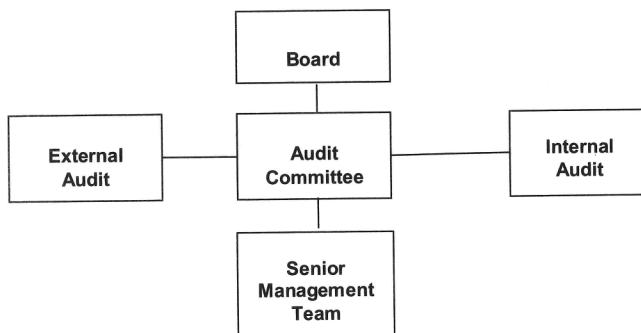 Board
External
Audit
Audit
Committee
Internal
Audit
Senior
Management
Team